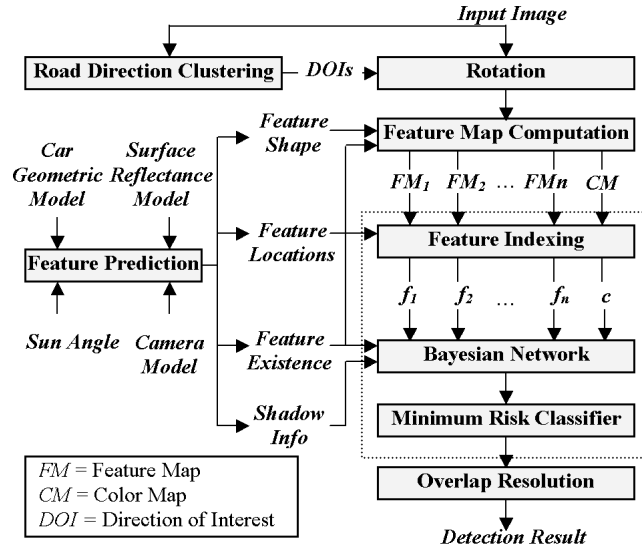 Input Image
Road Direction Clustering
DOIs
Rotation
Feature
Shape
Feature Map Computation
Car
Geometric
Model
Surface
Reflectance
Model
FM1 FM2 ... FMn CM
Feature Prediction
Feature
Locations
Feature Indexing
f1 f2 ... fn c
Sun Angle
Camera
Model
Feature
Existence
Bayesian Network
Shadow
Info
Minimum Risk Classifier
FM = Feature Map
CM = Color Map
DOI = Direction of Interest
Overlap Resolution
Detection Result